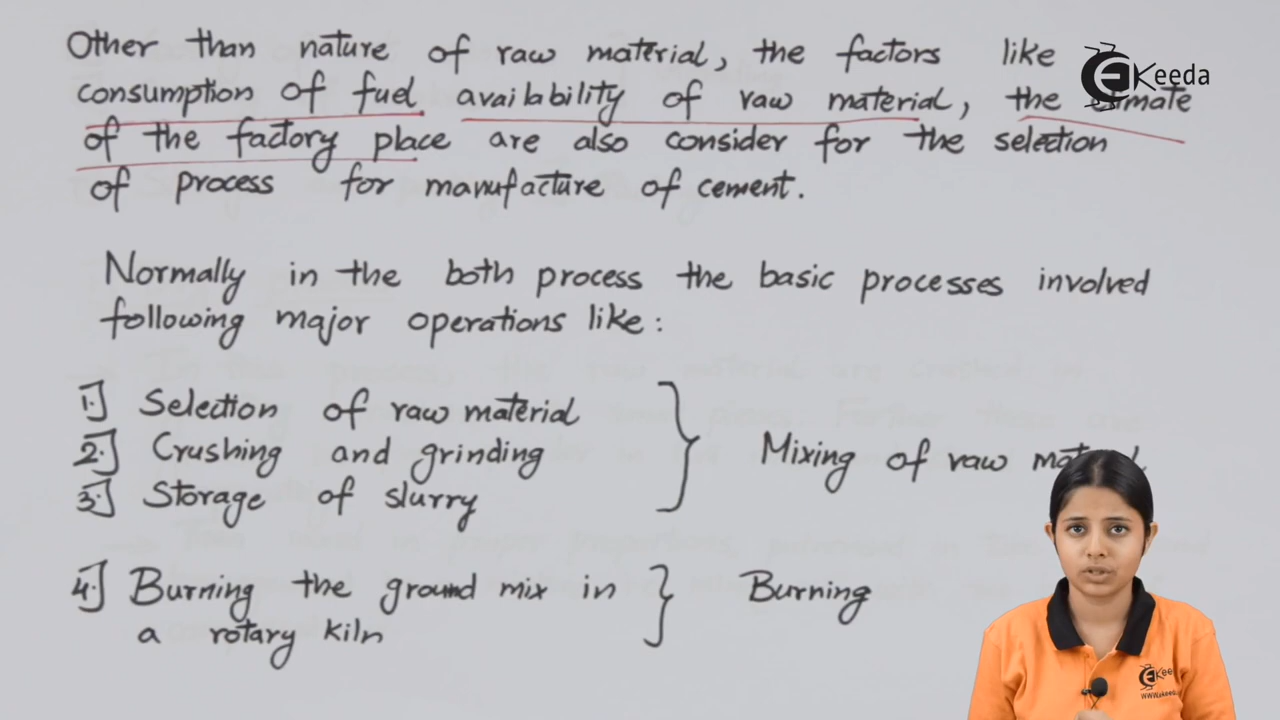 Other than nature of raw material, the factors like
consumption of fuel availability of raw material, the climate
of the factory place are also consider for the selection
of process for manufacture of cement.
Normally in the both process the basic processes involved
following major operations like:
1. Selection of raw material
2. Crushing and grinding
3. Storage of slurry
Mixing of raw material
4. Burning the ground mix in
a rotary kiln
Burning
EKeeda
EKeeda